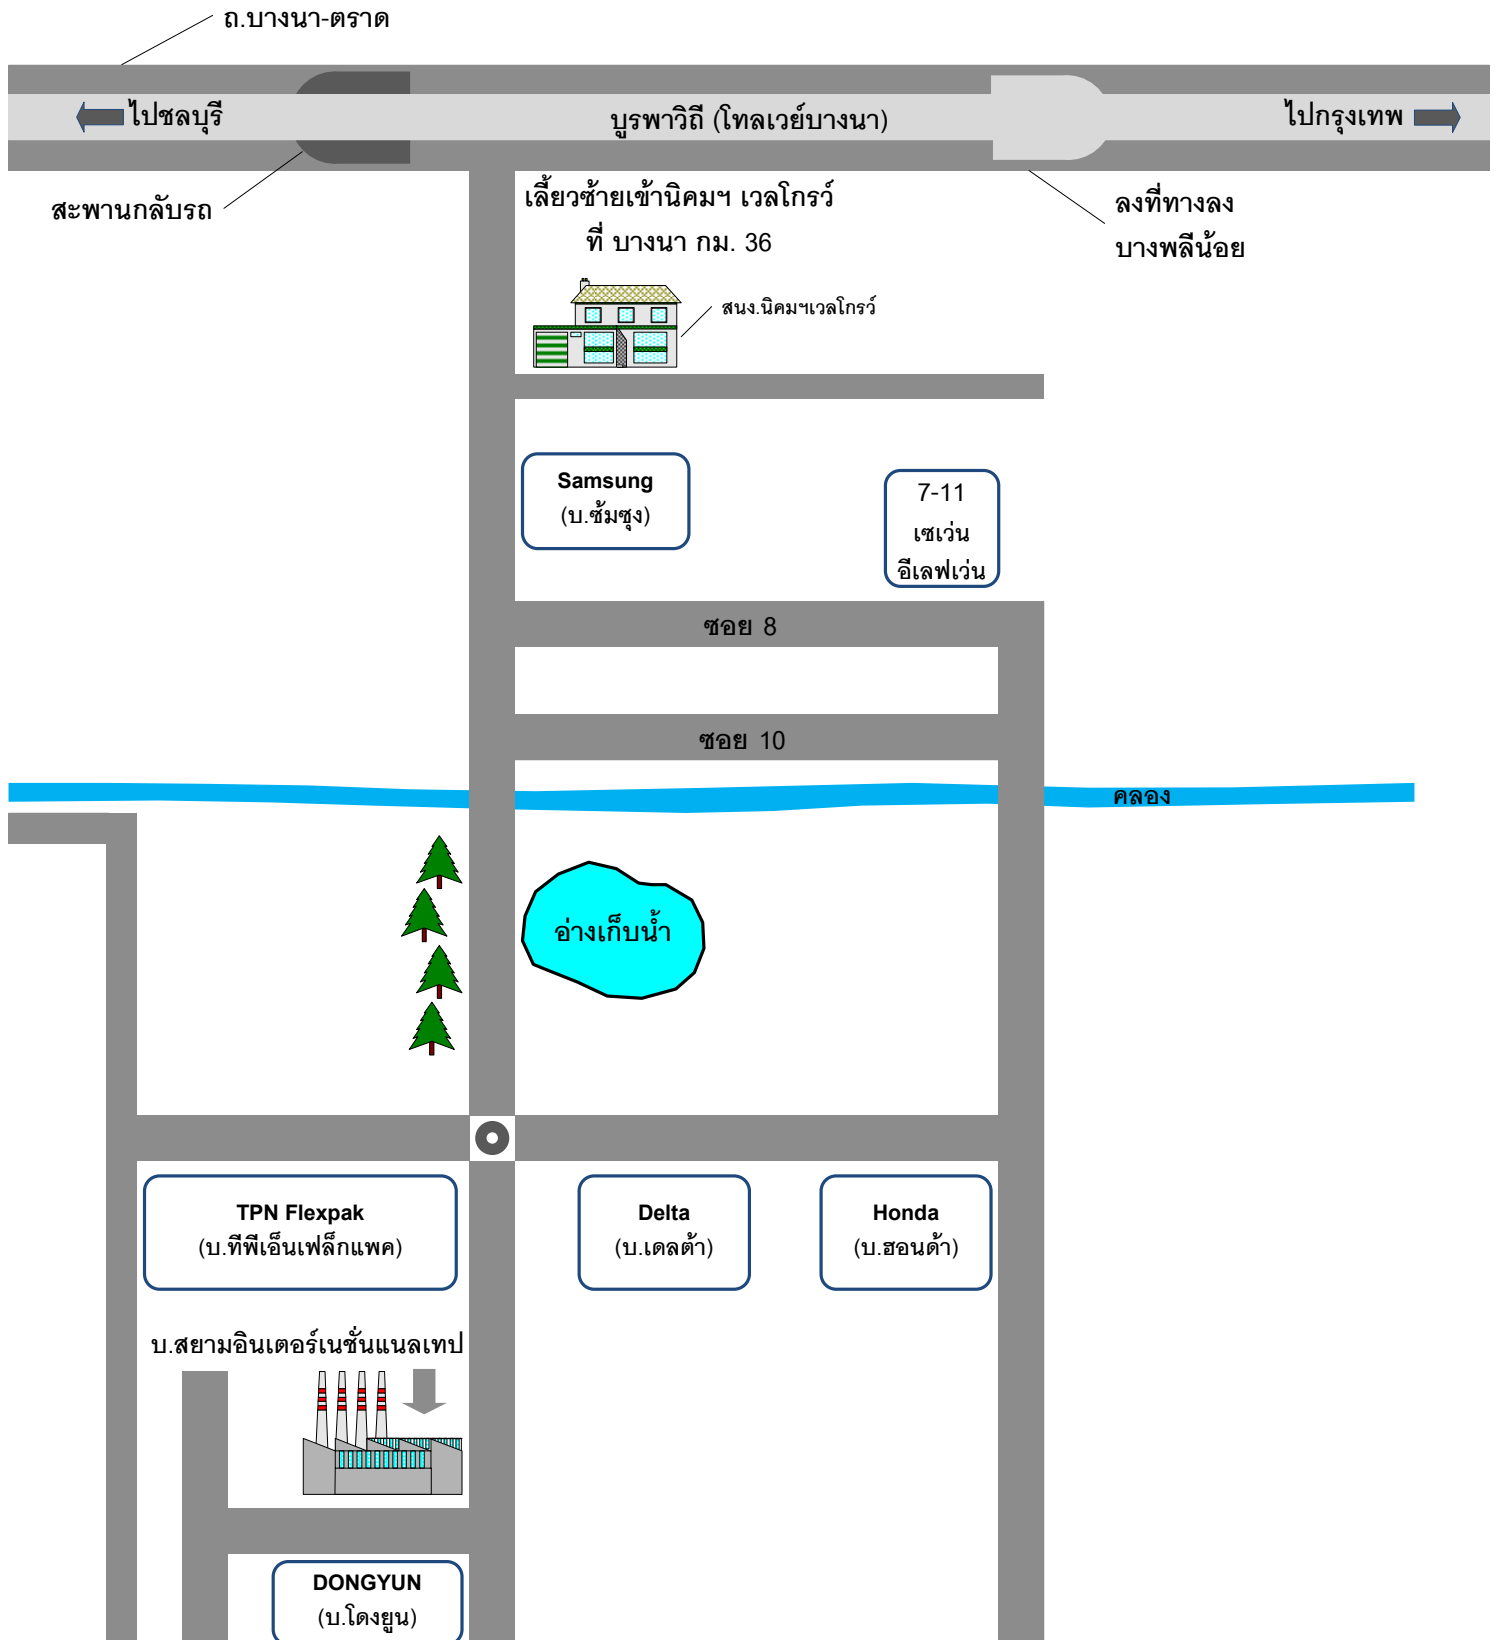 ถ.บางนา-ตราด
ไปชลบุรี
บูรพาวิถี (โทลเวย์บางนา)
ไปกรุงเทพ
สะพานกลับรถ
เลี้ยวซ้ายเข้านิคมฯ เวลโกรว์
ที่ บางนา กม. 36
ลงที่ทางลง
บางพลีน้อย
สนง.นิคมฯเวลโกรว์
Samsung
(บ.ซัมซุง)
7-11
เซเว่น
อีเลฟเว่น
ซอย 8
ซอย 10
คลอง
อ่างเก็บน้ำ
TPN Flexpak
(บ.ทีพีเอ็นเฟล็กแพค)
Delta
(บ.เดลต้า)
Honda
(บ.ฮอนด้า)
บ.สยามอินเตอร์เนชั่นแนลเทป
DONGYUN
(บ.โดงยูน)